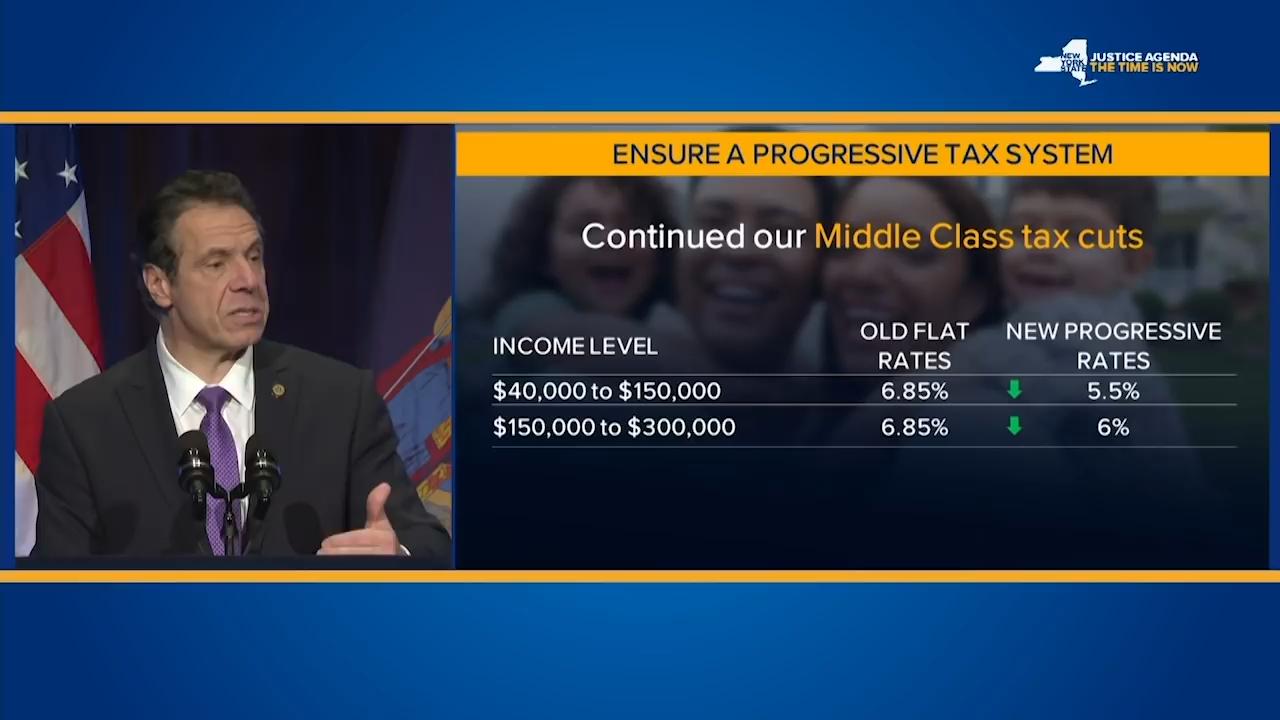 NEW
YORK
STATE
JUSTICE AGENDA
THE TIME IS NOW
ENSURE A PROGRESSIVE TAX SYSTEM
Continued our Middle Class tax cuts
INCOME LEVEL
OLD FLAT
RATES
NEW PROGRESSIVE
RATES
$40,000 to $150,000 6.85% 5.5%
$150,000 to $300,000 6.85% 6%